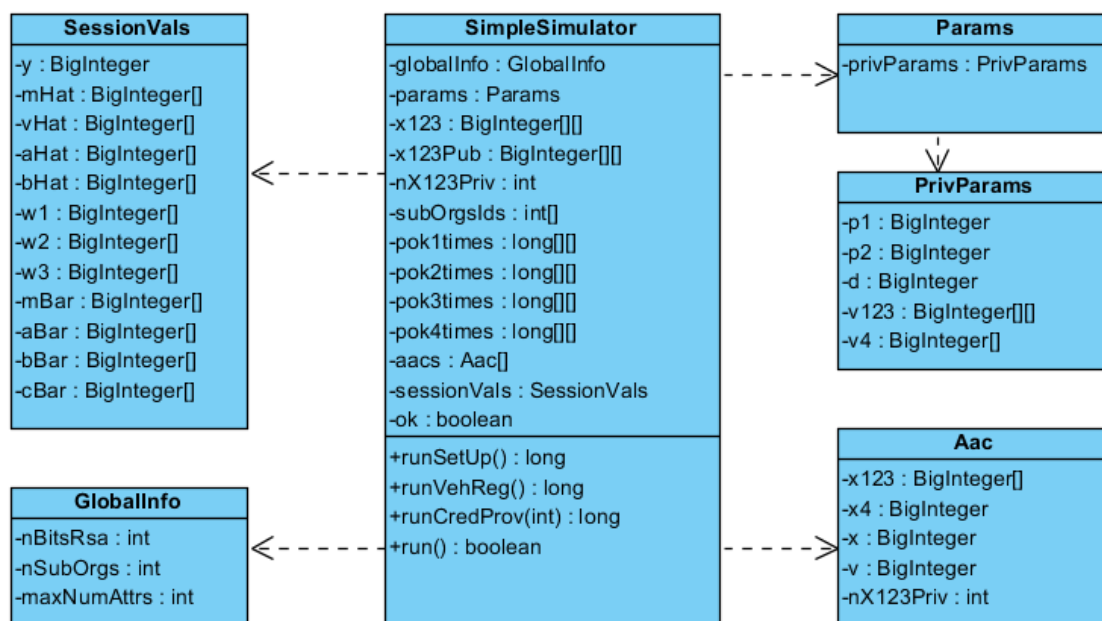 SessionVals
-y : BigInteger
-mHat : BigInteger[]
-vHat : BigInteger[]
-aHat : BigInteger[]
-bHat : BigInteger[]
-w1 : BigInteger[]
-w2 : BigInteger[]
-w3 : BigInteger[]
-mBar : BigInteger[]
-aBar : BigInteger[]
-bBar : BigInteger[]
-cBar : BigInteger[]
GlobalInfo
-nBitsRsa : int
-nSubOrgs : int
-maxNumAttrs : int
SimpleSimulator
-globalInfo : GlobalInfo
-params : Params
-x123 : BigInteger[][]
-x123Pub : BigInteger[][]
-nX123Priv : int
-subOrgsIds : int[]
-pok1times : long[][]
-pok2times : long[][]
-pok3times : long[][]
-pok4times : long[][]
-aacs : Aac[]
-sessionVals : SessionVals
-ok : boolean
+runSetUp() : long
+runVehReg() : long
+runCredProv(int) : long
+run() : boolean
Params
-privParams : PrivParams
PrivParams
-p1 : BigInteger
-p2 : BigInteger
-d : BigInteger
-v123 : BigInteger[][]
-v4 : BigInteger[]
Aac
-x123 : BigInteger[]
-x4 : BigInteger
-x : BigInteger
-v : BigInteger
-nX123Priv : int